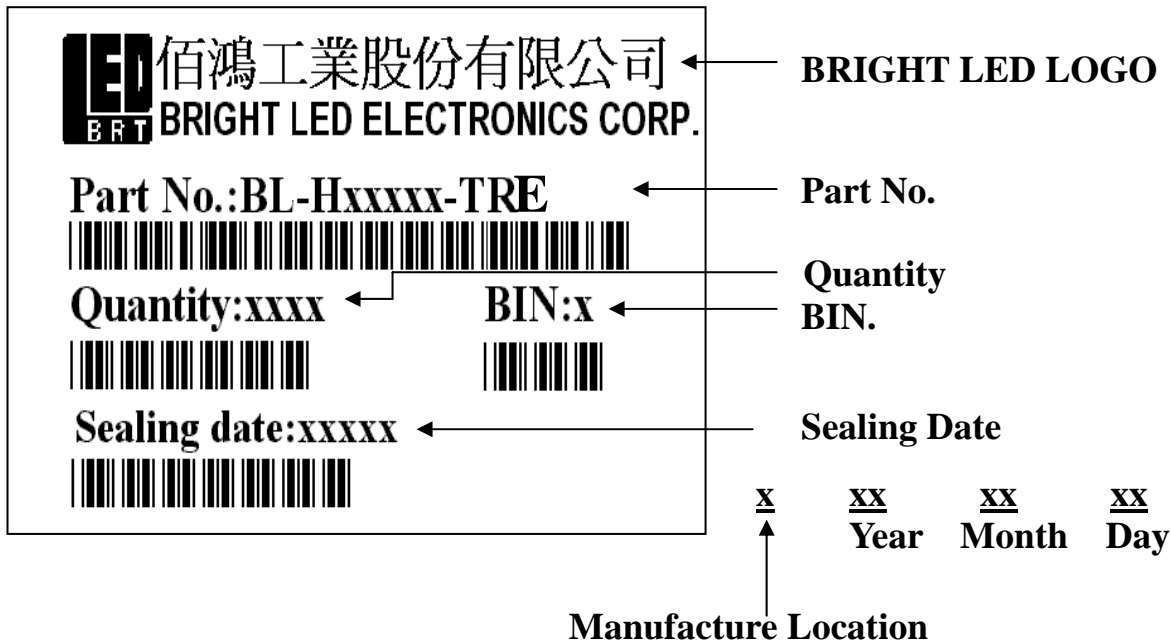 LED 佰鴻工業股份有限公司
BRT BRIGHT LED ELECTRONICS CORP.
BRIGHT LED LOGO
Part No.:BL-Hxxxxx-TRE
Part No.
Quantity:xxxx
BIN:x
Quantity
BIN.
Sealing date:xxxxx
Sealing Date
x xx xx xx
Year Month Day
Manufacture Location